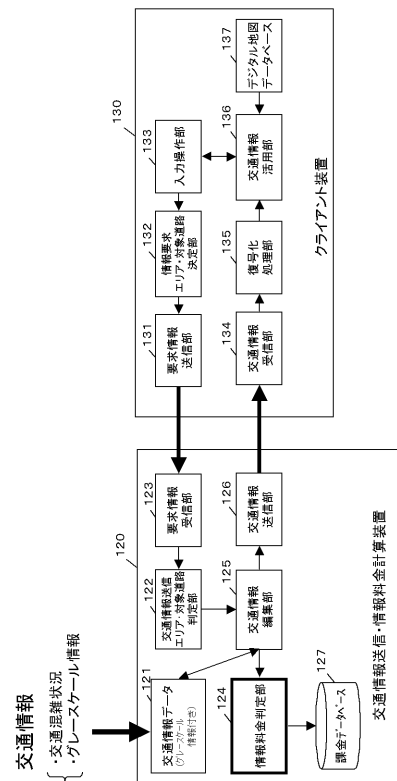 交通情報
・交通混雑状況
・グレースケール情報
120
121
交通情報データ
(グレースケール
情報付き)
122
交通情報送信
エリア・対象道路
判定部
123
要求情報
受信部
124
情報料金判定部
125
交通情報
編集部
126
交通情報
送信部
127
課金データベース
交通情報送信・情報料金計算装置
130
131
要求情報
送信部
132
情報要求
エリア・対象道路
決定部
133
入力操作部
134
交通情報
受信部
135
復号化
処理部
136
交通情報
活用部
137
デジタル地図
データベース
クライアント装置